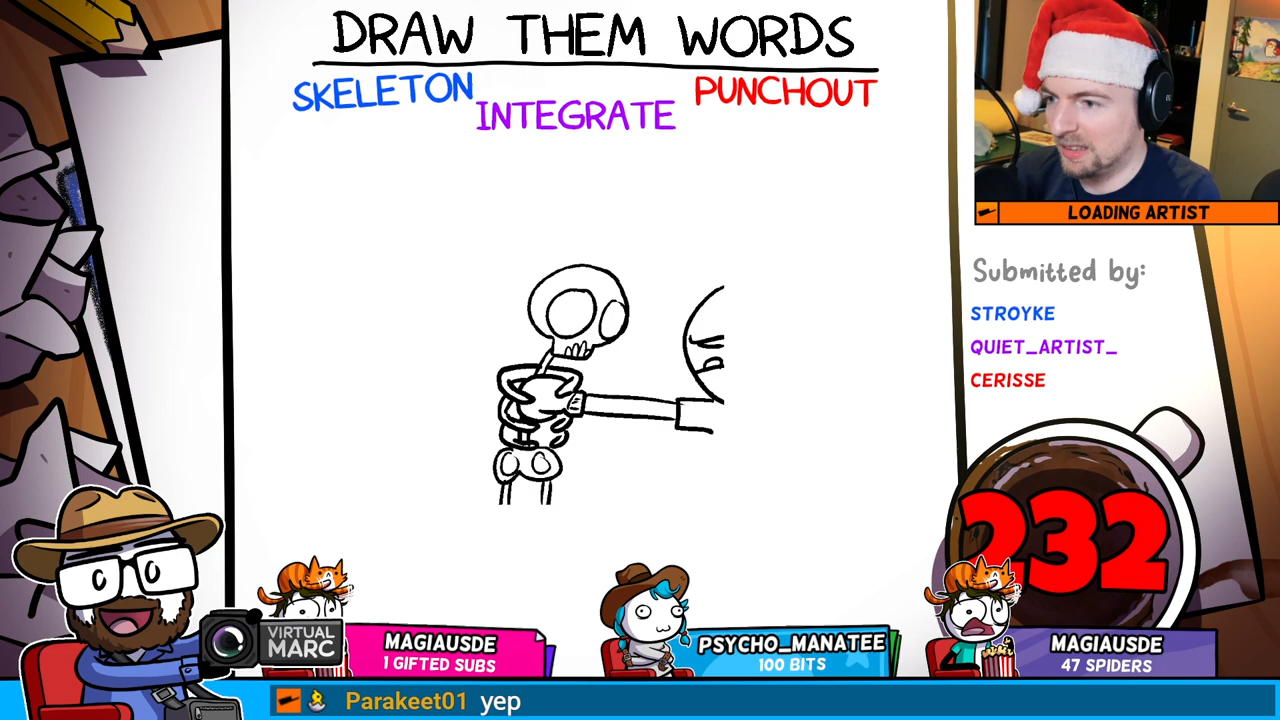 DRAW THEM WORDS
SKELETON
INTEGRATE
PUNCHOUT
LOADING ARTIST
Submitted by:
STROYKE
QUIET_ARTIST_
CERISSE
232
VIRTUAL
MARC
MAGIAUSDE
1 GIFTED SUBS
PSYCHO_MANATEE
100 BITS
MAGIAUSDE
47 SPIDERS
Parakeet01 yep